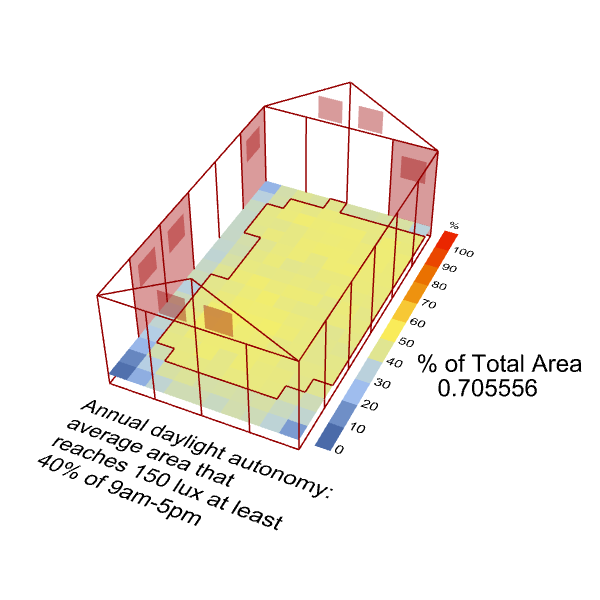 %
100
90
80
70
60
50
40
30
20
10
0
% of Total Area
0.705556
Annual daylight autonomy:
average area that
reaches 150 lux at least
40% of 9am-5pm